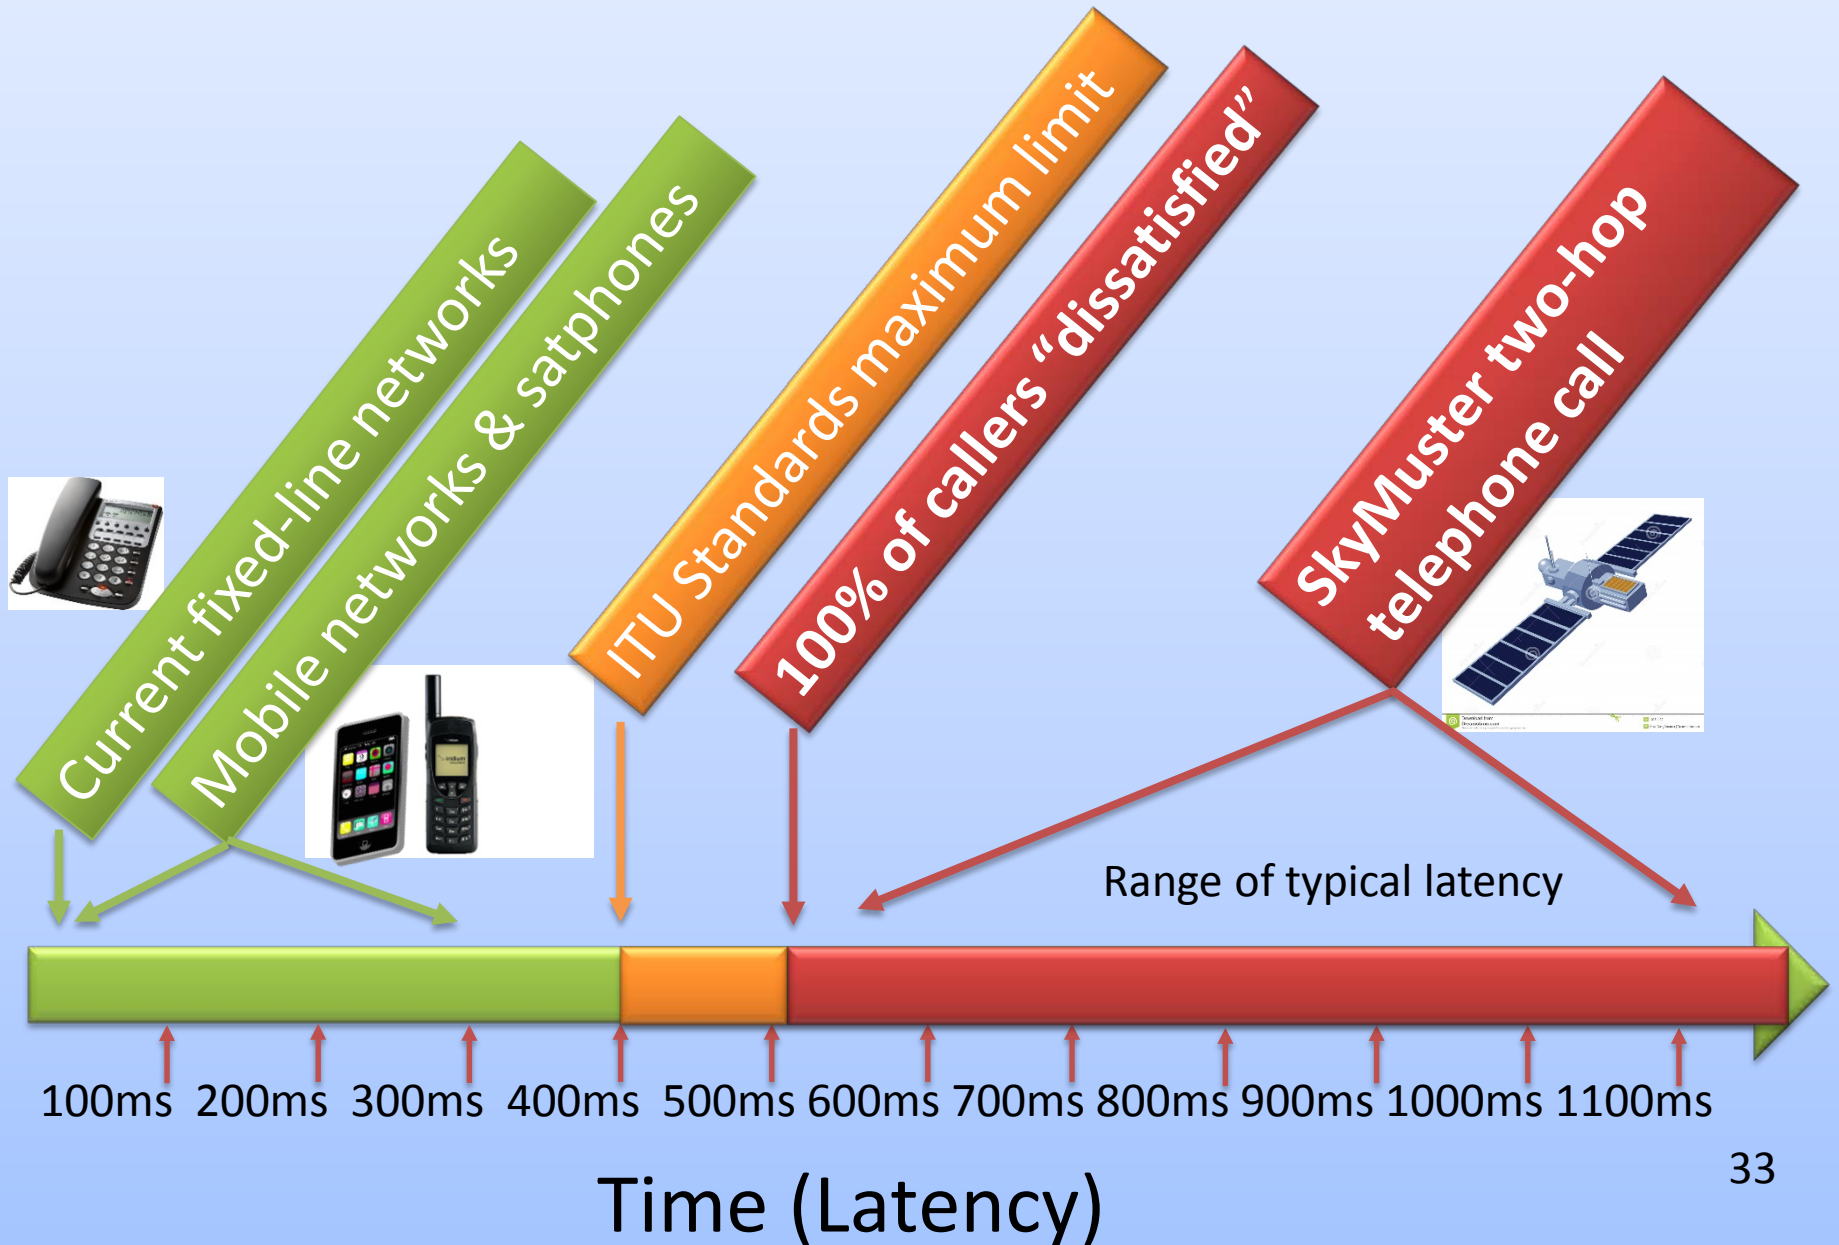 Current fixed-line networks
Mobile networks & satphones
ITU Standards maximum limit
100% of callers “dissatisfied”
SkyMuster two-hop
telephone call
Range of typical latency
100ms 200ms 300ms 400ms 500ms 600ms 700ms 800ms 900ms 1000ms 1100ms
33
Time (Latency)